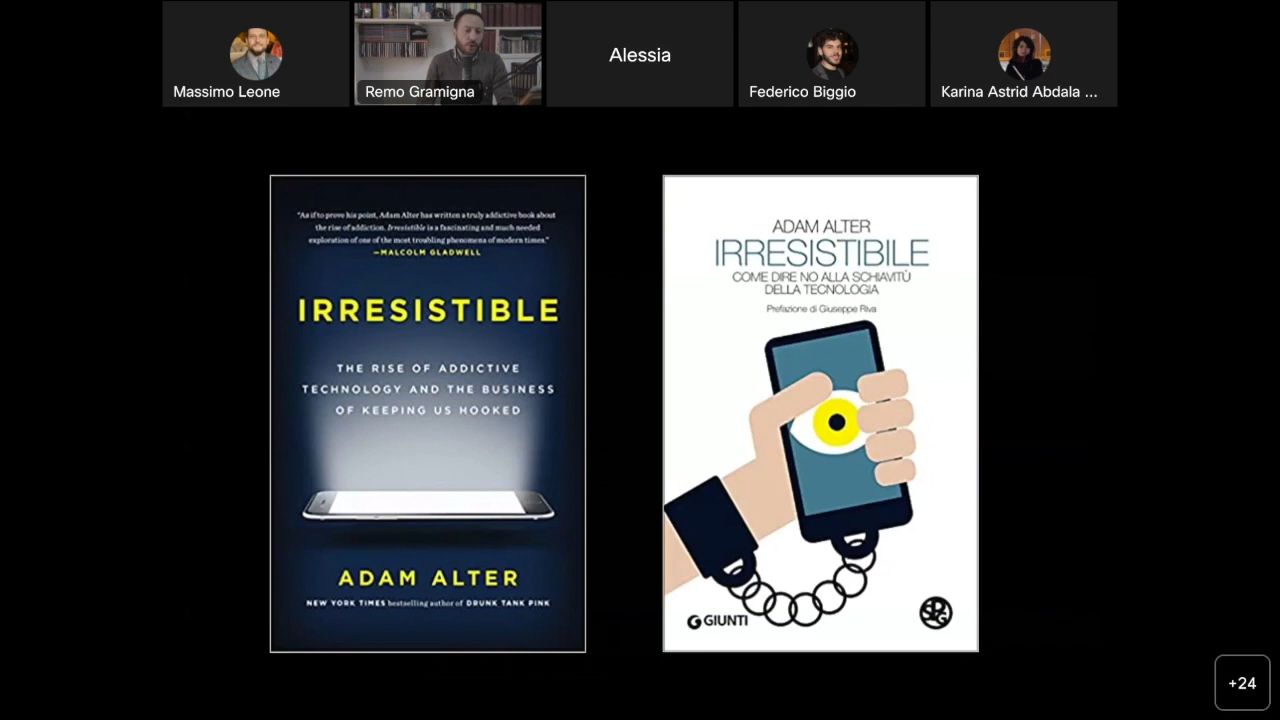 Alessia
Massimo Leone
Remo Gramigna
Federico Biggio
Karina Astrid Abdala ...
"As if to prove his point, Adam Alter has written a truly addictive book about
the rise of addiction. Irresistible is a fascinating and much needed
exploration of one of the most troubling phenomena of modern times."
—MALCOLM GLADWELL
IRRESISTIBLE
THE RISE OF ADDICTIVE
TECHNOLOGY AND THE BUSINESS
OF KEEPING US HOOKED
ADAM ALTER
NEW YORK TIMES bestselling author of DRUNK TANK PINK
ADAM ALTER
IRRESISTIBILE
COME DIRE NO ALLA SCHIAVITÙ
DELLA TECNOLOGIA
Prefazione di Giuseppe Riva
GIUNTI
+24